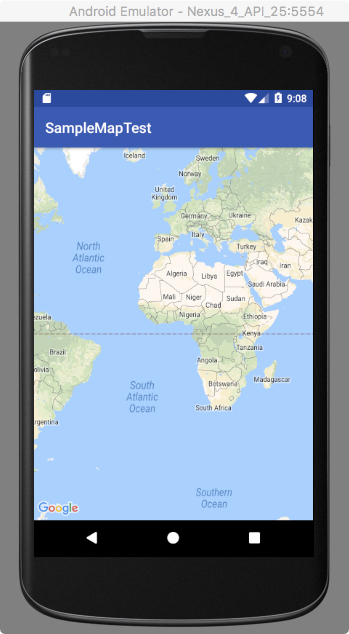 Android Emulator - Nexus_4_API_25:5554
9:08
SampleMapTest
Iceland
Sweden
Norway
United
Kingdom
Germany
Ukraine
Kazak
Italy
Spain
Turkey
North
Atlantic
Ocean
Iraq
Iran
Algeria
Libya
Egypt
Saudi Arabia
Mali
Niger
Chad
Sudan
ezuela
Nigeria
Ethiopia
Kenya
Brazil
Tanzania
olivia
Angola
South
Atlantic
Ocean
Botswana
Madagascar
South Africa
rgentina
Southern
Ocean
Google